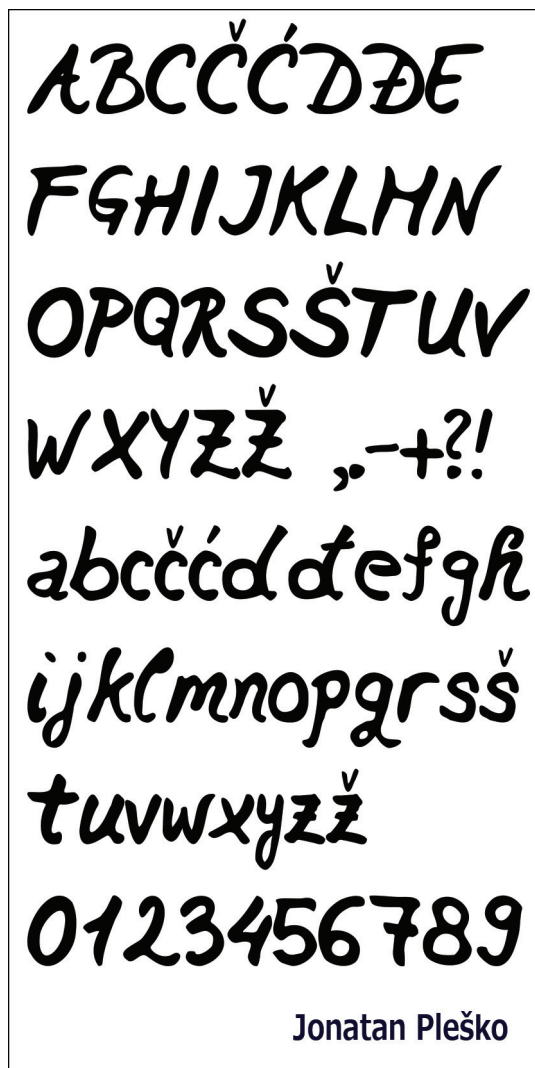 ABCČĆDĐE
FGHIJKLMN
OPQRSŠTUV
WXYZŽ ,.-+?!
abcčćdđefgh
ijklmnopqrsš
tuvwxyzž
0123456789
Jonatan Pleško